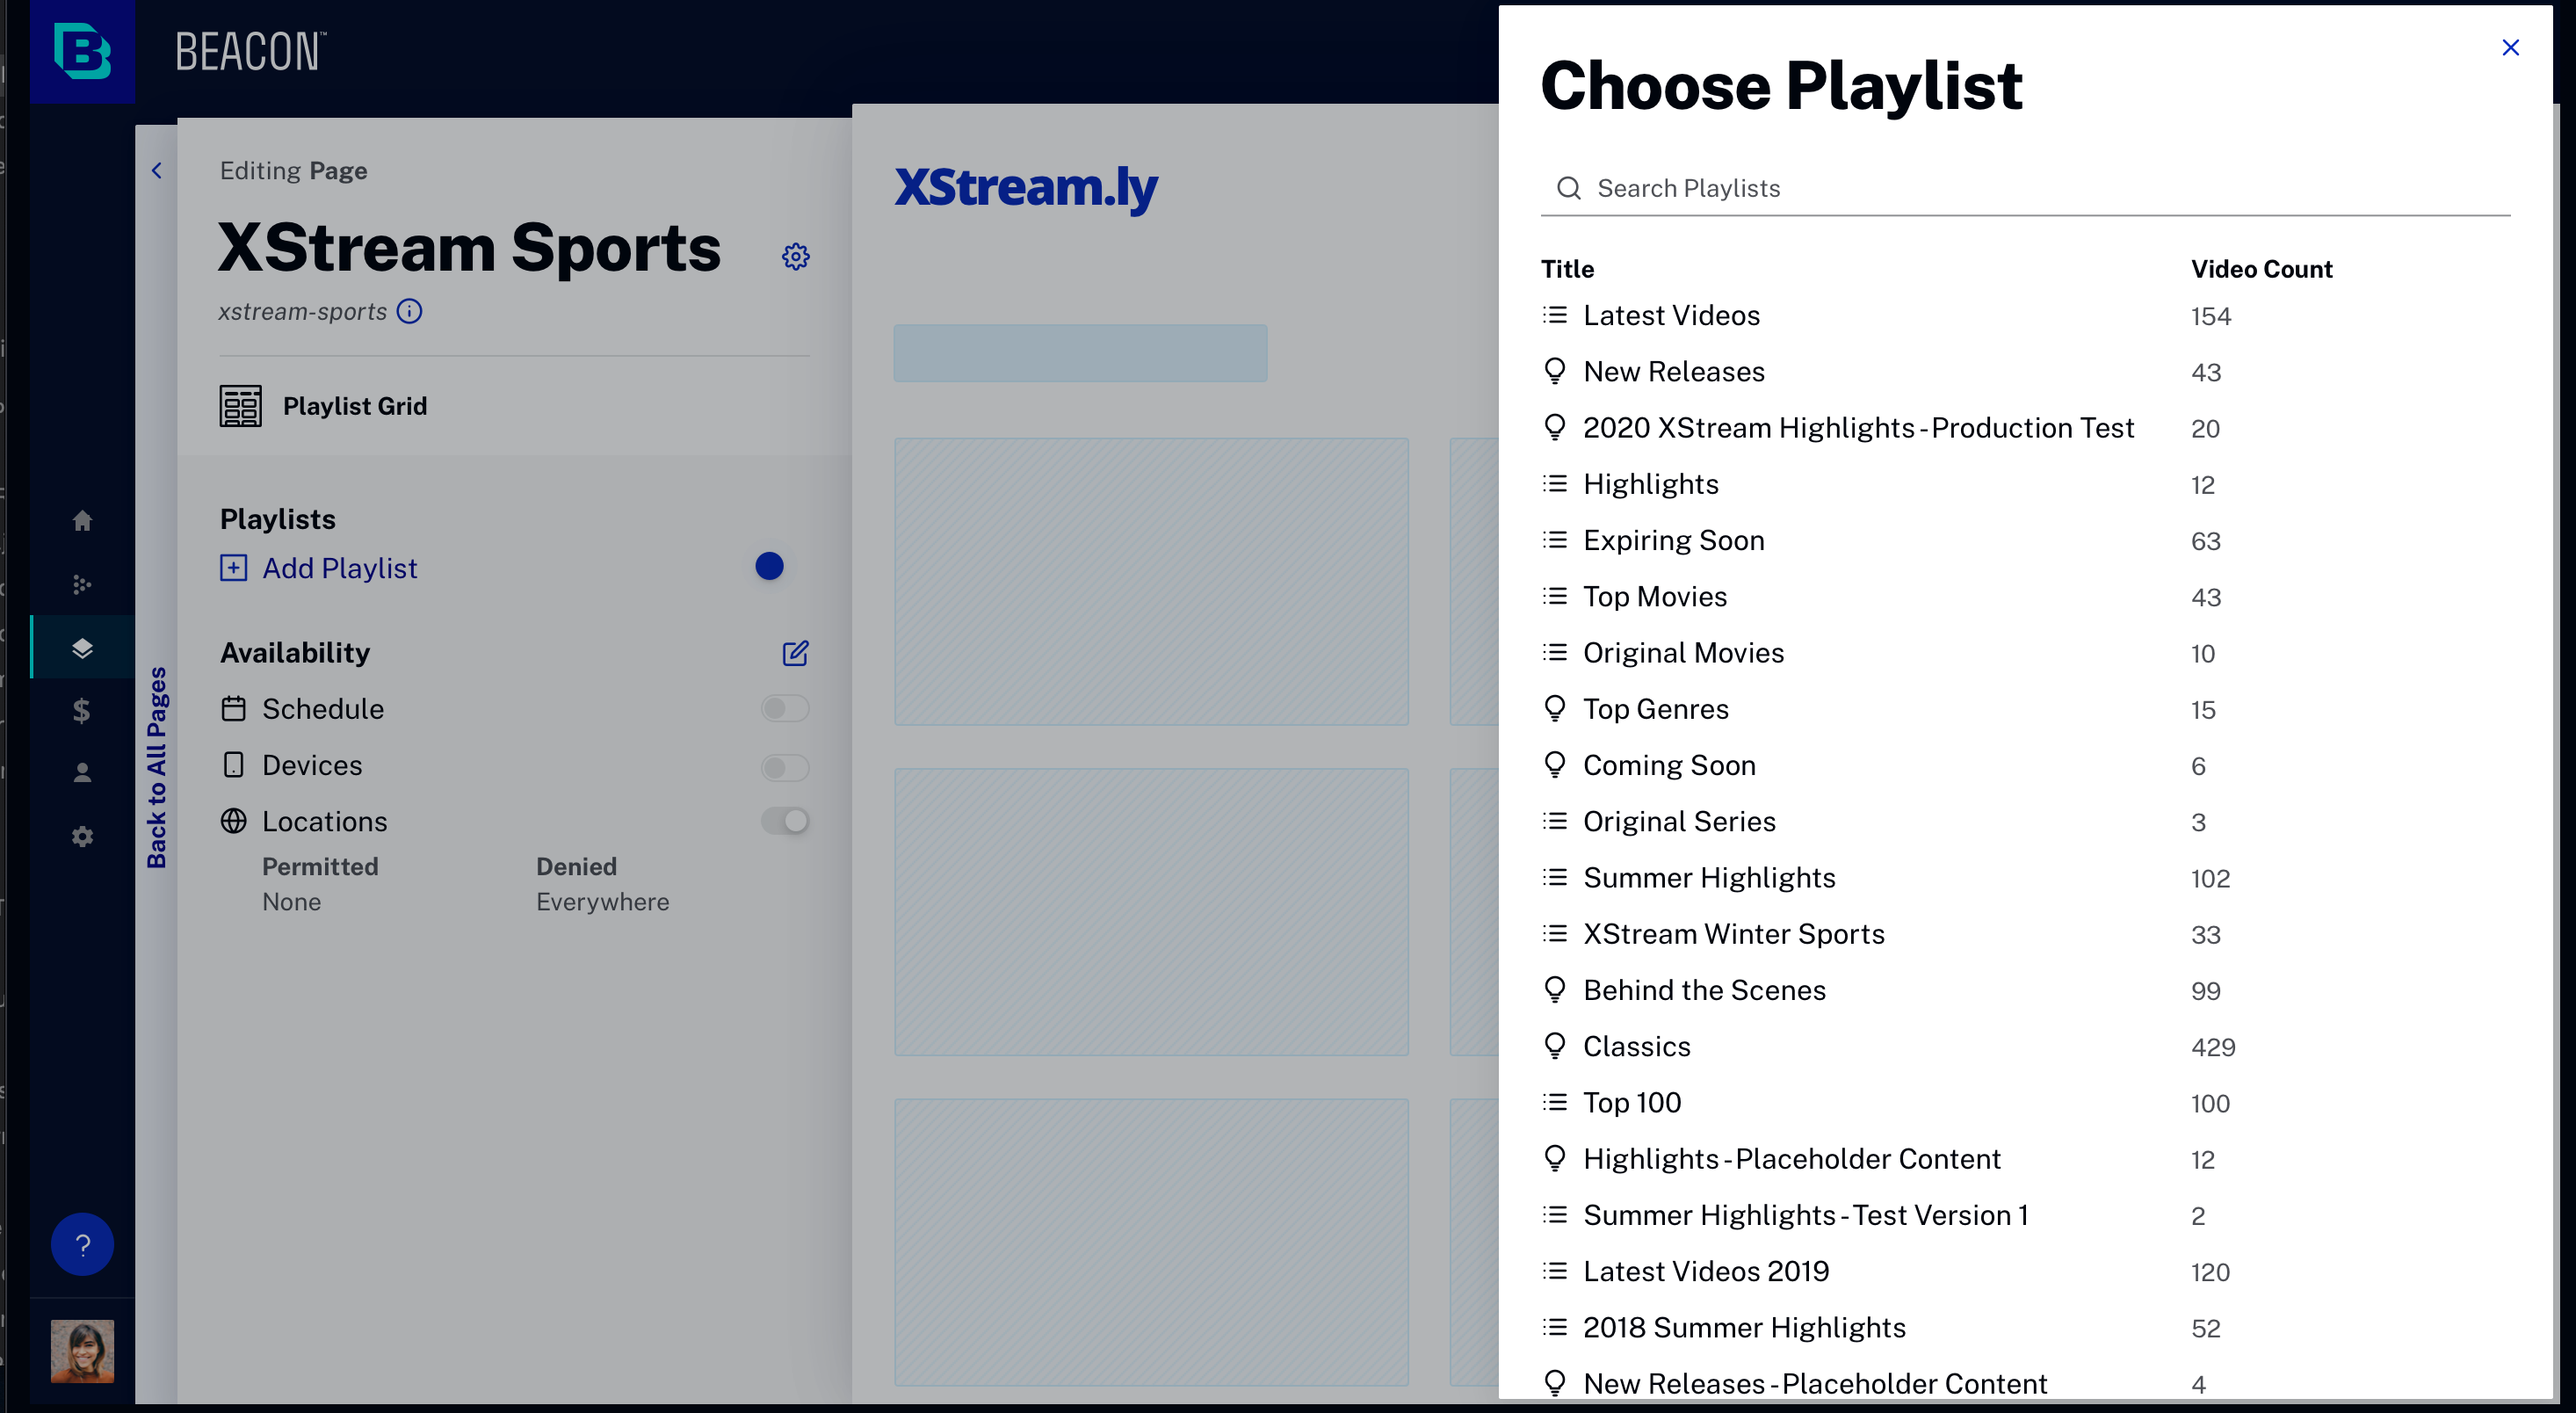 BEACON™
Editing Page
XStream Sports
xstream-sports
Playlist Grid
Playlists
Add Playlist
Availability
Schedule
Devices
Locations
Permitted
Denied
None
Everywhere
Back to All Pages
?
XStream.ly
Choose Playlist
Search Playlists
Title Video Count
Latest Videos 154
New Releases 43
2020 XStream Highlights - Production Test 20
Highlights 12
Expiring Soon 63
Top Movies 43
Original Movies 10
Top Genres 15
Coming Soon 6
Original Series 3
Summer Highlights 102
XStream Winter Sports 33
Behind the Scenes 99
Classics 429
Top 100 100
Highlights - Placeholder Content 12
Summer Highlights - Test Version 1 2
Latest Videos 2019 120
2018 Summer Highlights 52
New Releases - Placeholder Content 4